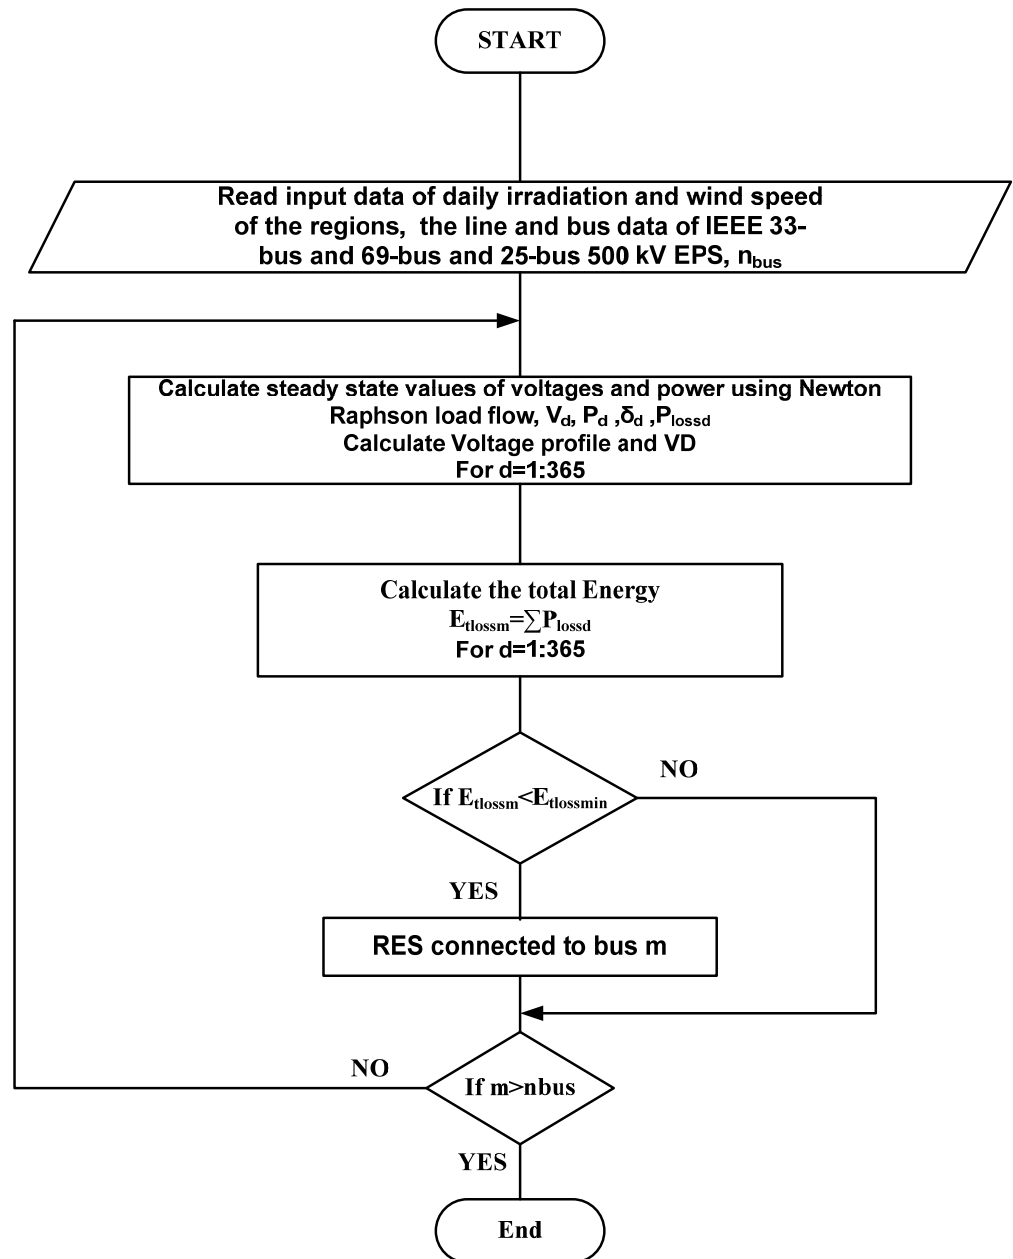 START
Read input data of daily irradiation and wind speed
of the regions, the line and bus data of IEEE 33-
bus and 69-bus and 25-bus 500 kV EPS, nbus
Calculate steady state values of voltages and power using Newton
Raphson load flow, Vd, Pd ,δd ,Plossd
Calculate Voltage profile and VD
For d=1:365
Calculate the total Energy
Etlossm=∑Plossd
For d=1:365
If Etlossm<Etlossmin
NO
YES
RES connected to bus m
NO
If m>nbus
YES
End